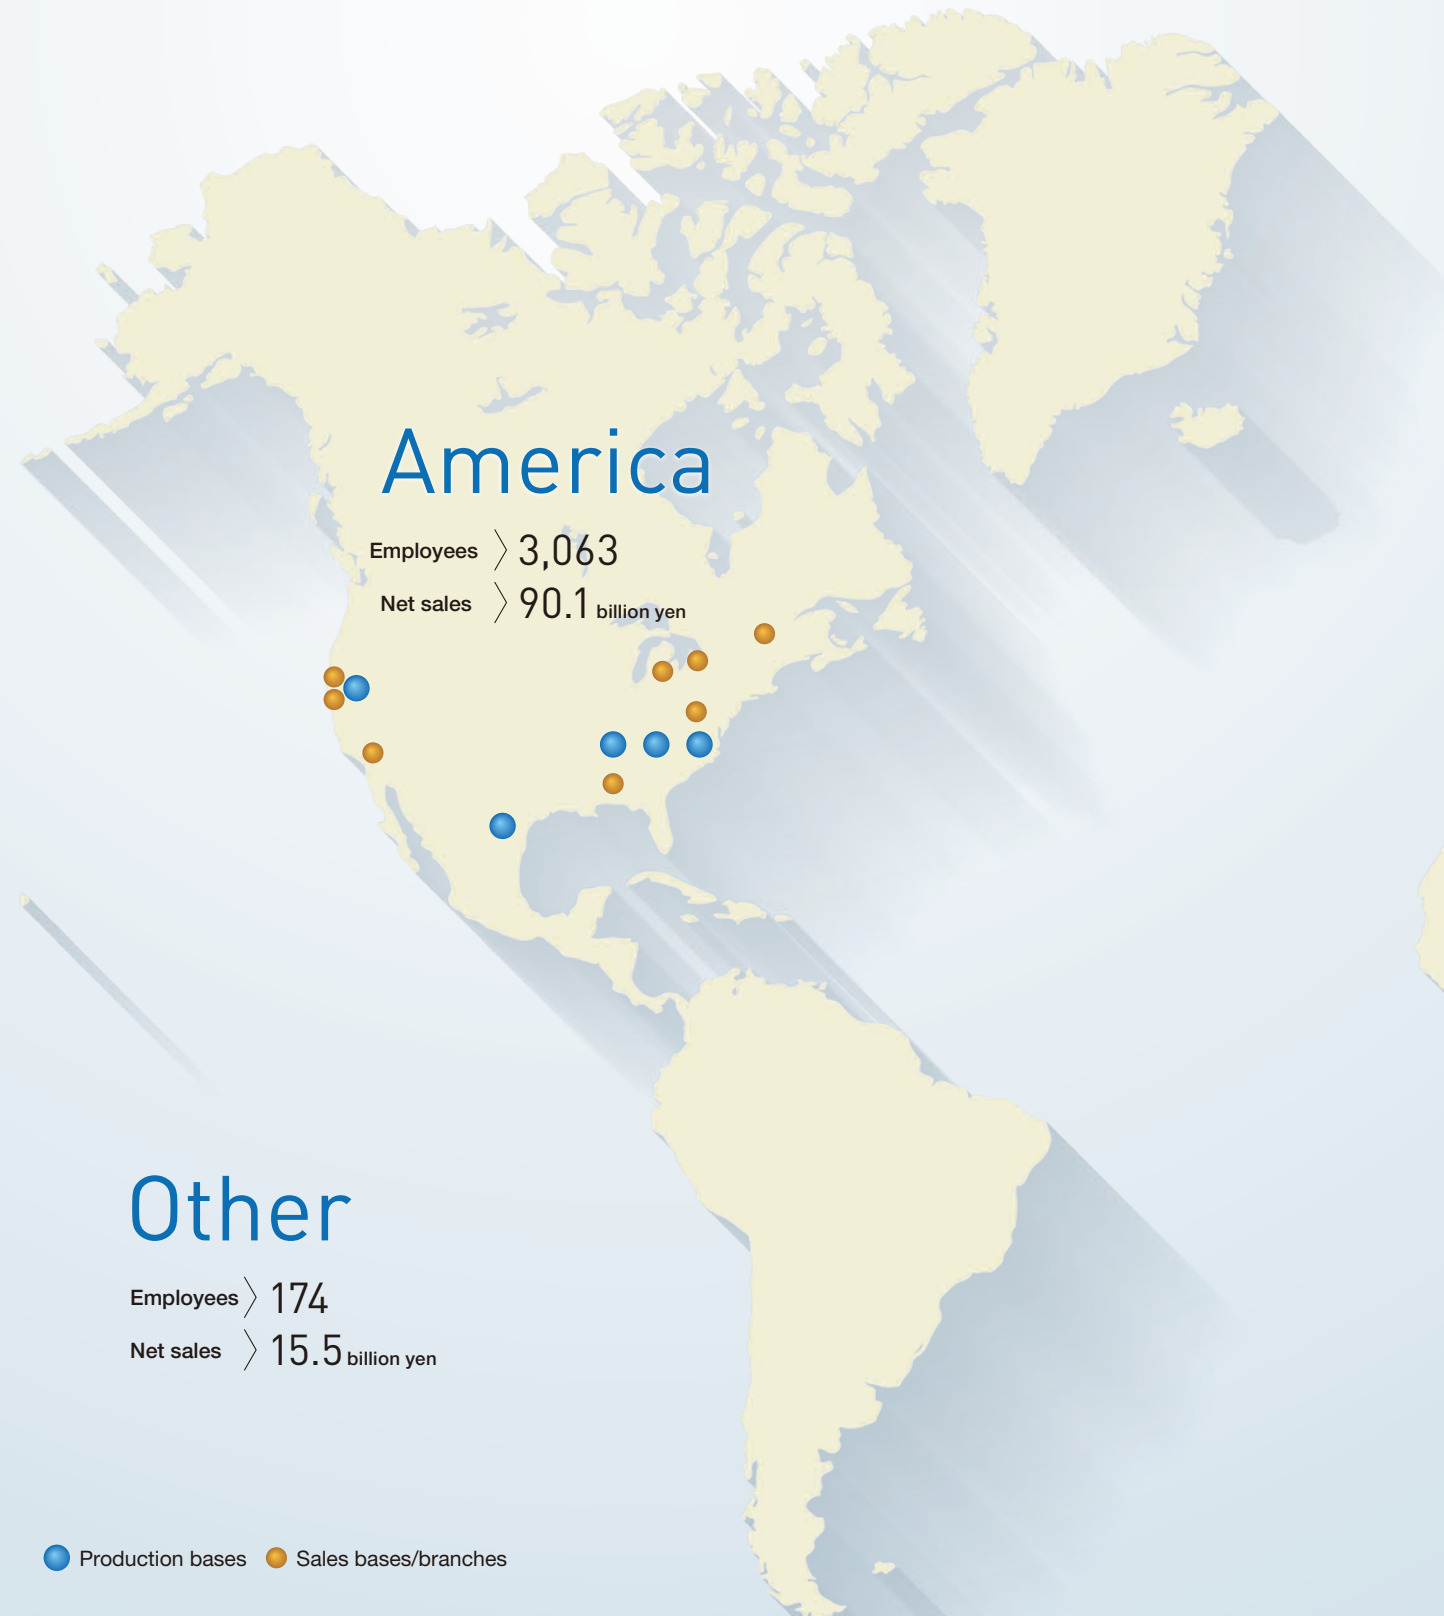 America
Employees 3,063
Net sales 90.1 billion yen
Other
Employees 174
Net sales 15.5 billion yen
Production bases Sales bases/branches